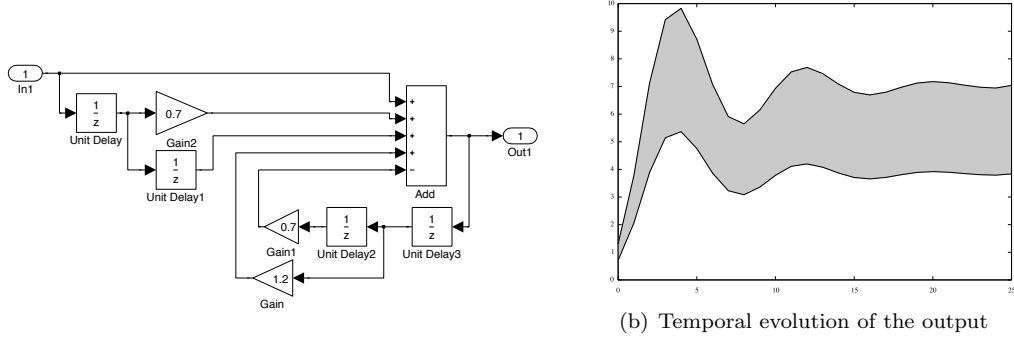 1
In1
1
z
Unit Delay
0.7
Gain2
1
z
Unit Delay1
+
+
+
+
−
Add
1
Out1
0.7
Gain1
1
z
Unit Delay2
1
z
Unit Delay3
1.2
Gain
10
9
8
7
6
5
4
3
2
1
0
0
5
10
15
20
25
(b) Temporal evolution of the output